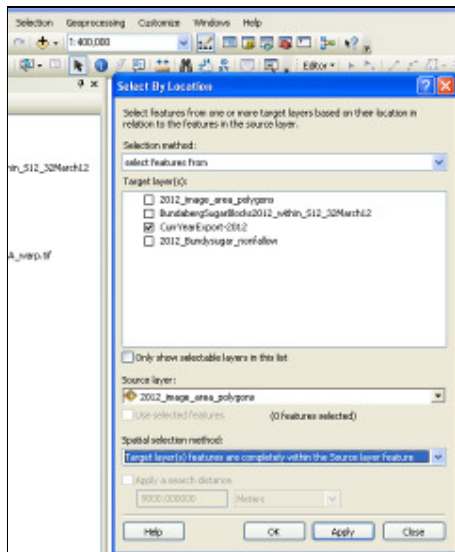 Selection Geoprocessing Customize Windows Help
1:400,000
Editor
Select By Location
Select features from one or more target layers based on their location in
relation to the features in the source layer.
Selection method:
select features from
Target layer(s):
2012_image_area_polygons
BundabergSugarBlocks2012_within_S12_32March12
CurrYearExport-2012
2012_Bundysugar_nonfallow
hin_S12_32March12
A_warp.tif
Only show selectable layers in this list
Source layer:
2012_image_area_polygons
Use selected features (0 features selected)
Spatial selection method:
Target layer(s) features are completely within the Source layer feature
Apply a search distance
9000.000000 Meters
Help OK Apply Close